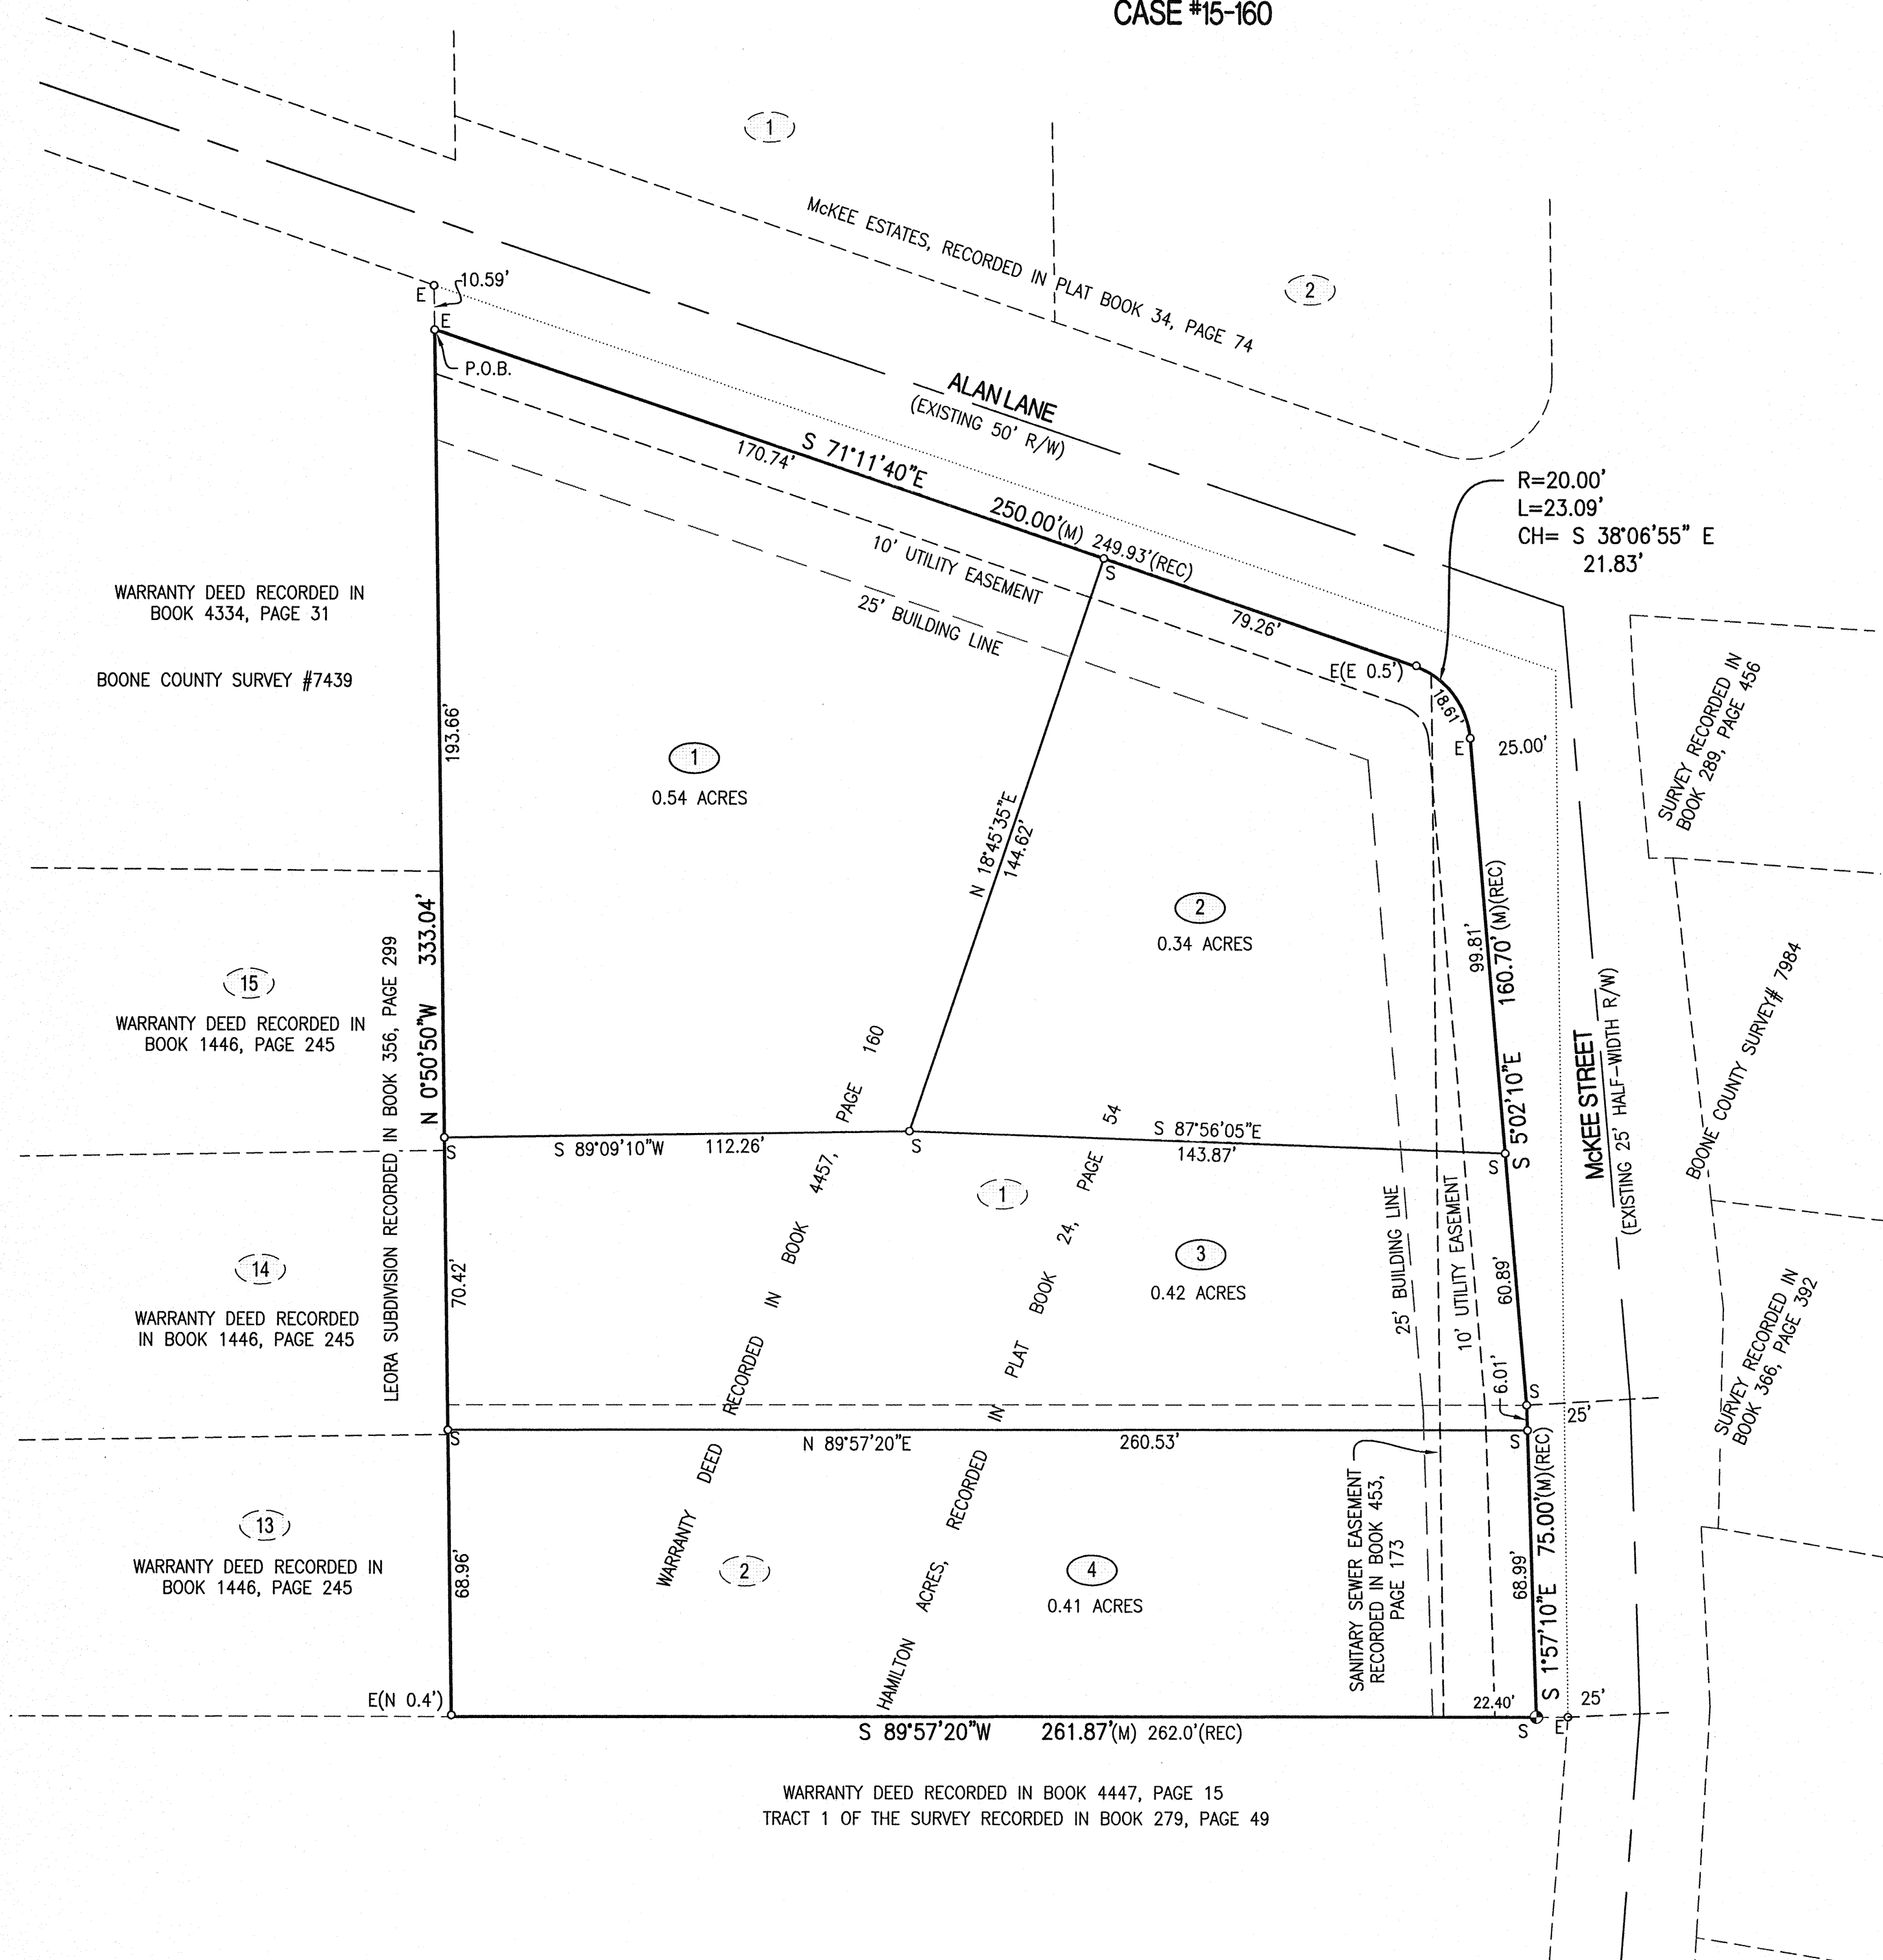 CASE #15-160
1
McKEE ESTATES, RECORDED IN PLAT BOOK 34, PAGE 74
2
10.59'
E
E
P.O.B.
ALAN LANE
(EXISTING 50' R/W)
S 71°11'40"E
170.74'
250.00'(M) 249.93'(REC)
S
10' UTILITY EASEMENT
25' BUILDING LINE
79.26'
R=20.00'
L=23.09'
CH= S 38°06'55" E
21.83'
E(E 0.5')
18.61'
E
25.00'
WARRANTY DEED RECORDED IN
BOOK 4334, PAGE 31
BOONE COUNTY SURVEY #7439
193.66'
1
0.54 ACRES
N 18°45'35"E
144.62'
2
0.34 ACRES
99.81'
160.70' (M)(REC)
S 5°02'10"E
SURVEY RECORDED IN
BOOK 289, PAGE 456
N 0°50'50"W 333.04'
LEORA SUBDIVISION RECORDED IN BOOK 356, PAGE 299
15
WARRANTY DEED RECORDED IN
BOOK 1446, PAGE 245
S
S 89°09'10"W 112.26'
S
S 87°56'05"E
143.87'
S
McKEE STREET
(EXISTING 25' HALF-WIDTH R/W)
BOONE COUNTY SURVEY# 7984
14
WARRANTY DEED RECORDED
IN BOOK 1446, PAGE 245
70.42'
WARRANTY DEED RECORDED IN BOOK 4457, PAGE 160
HAMILTON ACRES, RECORDED IN PLAT BOOK 24, PAGE 54
1
3
0.42 ACRES
25' BUILDING LINE
10' UTILITY EASEMENT
60.89'
6.01'
S
25'
SURVEY RECORDED IN
BOOK 366, PAGE 392
S
N 89°57'20"E 260.53'
S
13
WARRANTY DEED RECORDED IN
BOOK 1446, PAGE 245
68.96'
2
4
0.41 ACRES
SANITARY SEWER EASEMENT
RECORDED IN BOOK 453,
PAGE 173
68.99'
S 1°57'10"E 75.00'(M)(REC)
E(N 0.4')
22.40'
25'
S
E
S 89°57'20"W 261.87'(M) 262.0'(REC)
WARRANTY DEED RECORDED IN BOOK 4447, PAGE 15
TRACT 1 OF THE SURVEY RECORDED IN BOOK 279, PAGE 49